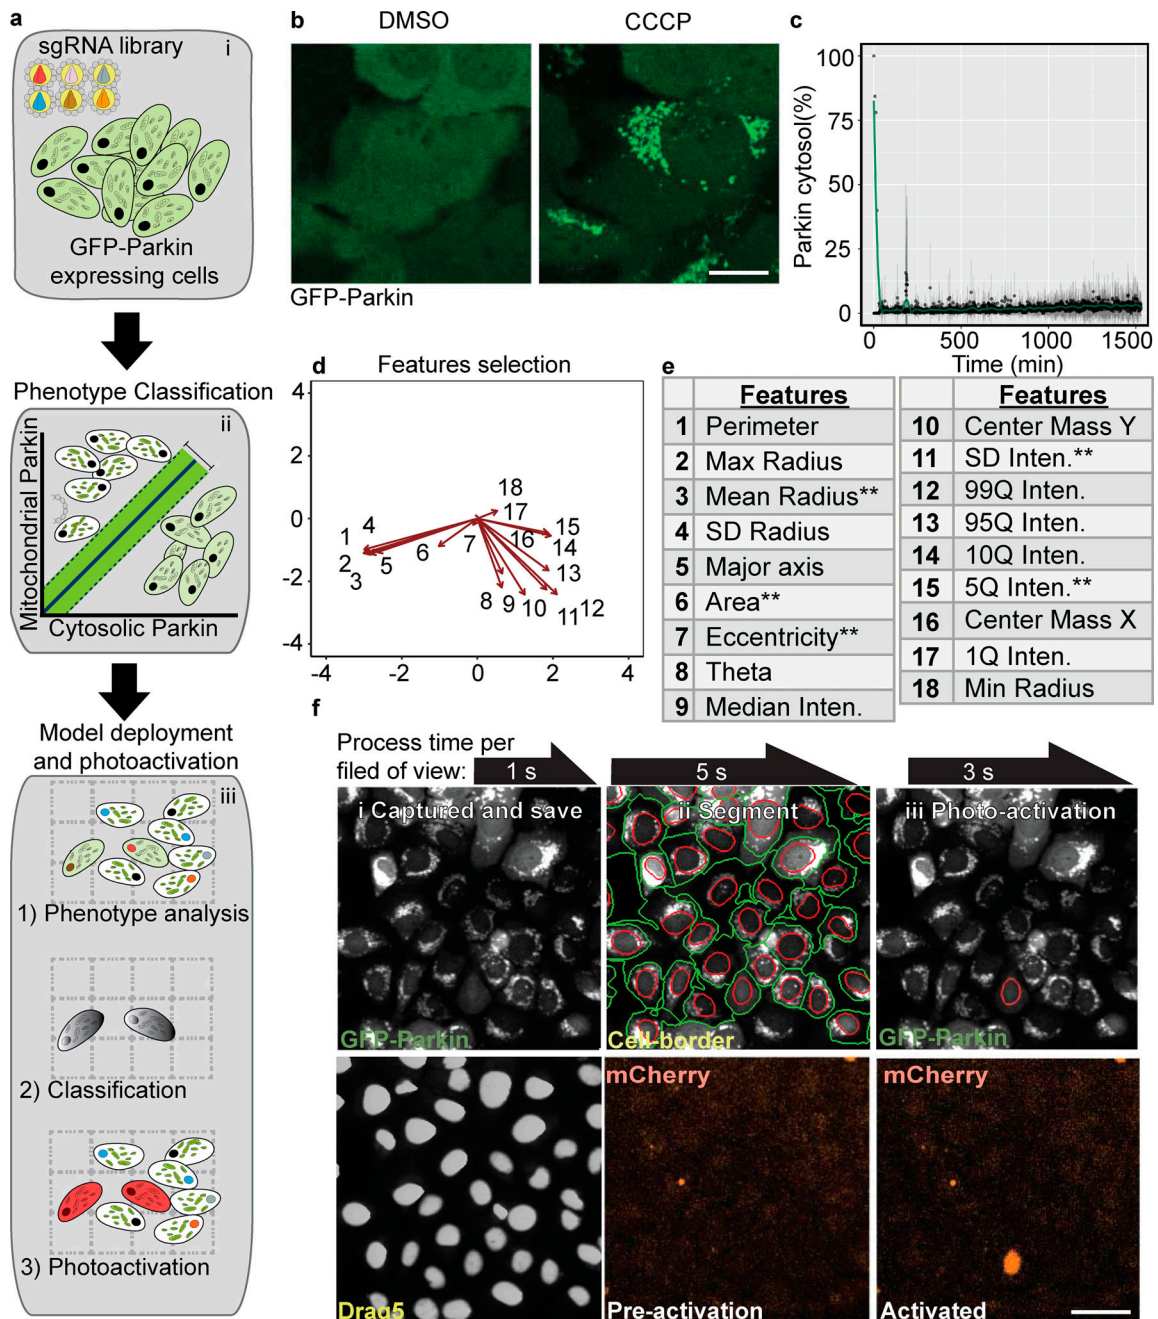 a
sgRNA library
i
GFP-Parkin
expressing cells
Phenotype Classification
ii
Mitochondrial Parkin
Cytosolic Parkin
Model deployment
and photoactivation
iii
1) Phenotype analysis
2) Classification
3) Photoactivation
b
DMSO
CCCP
GFP-Parkin
c
Parkin cytosol(%)
100
75
50
25
0
0
500
1000
1500
Time (min)
d
Features selection
4
2
0
-2
-4
-4
-2
0
2
4
18
17
1
4
15
2
5
6
7
16
14
3
13
8
9
10
11
12
e
Features
1 Perimeter
2 Max Radius
3 Mean Radius**
4 SD Radius
5 Major axis
6 Area**
7 Eccentricity**
8 Theta
9 Median Inten.
Features
10 Center Mass Y
11 SD Inten.**
12 99Q Inten.
13 95Q Inten.
14 10Q Inten.
15 5Q Inten.**
16 Center Mass X
17 1Q Inten.
18 Min Radius
f
Process time per
filed of view:
1 s
5 s
3 s
i Captured and save
ii Segment
iii Photo-activation
GFP-Parkin
Cell-border
GFP-Parkin
mCherry
mCherry
Draq5
Pre-activation
Activated